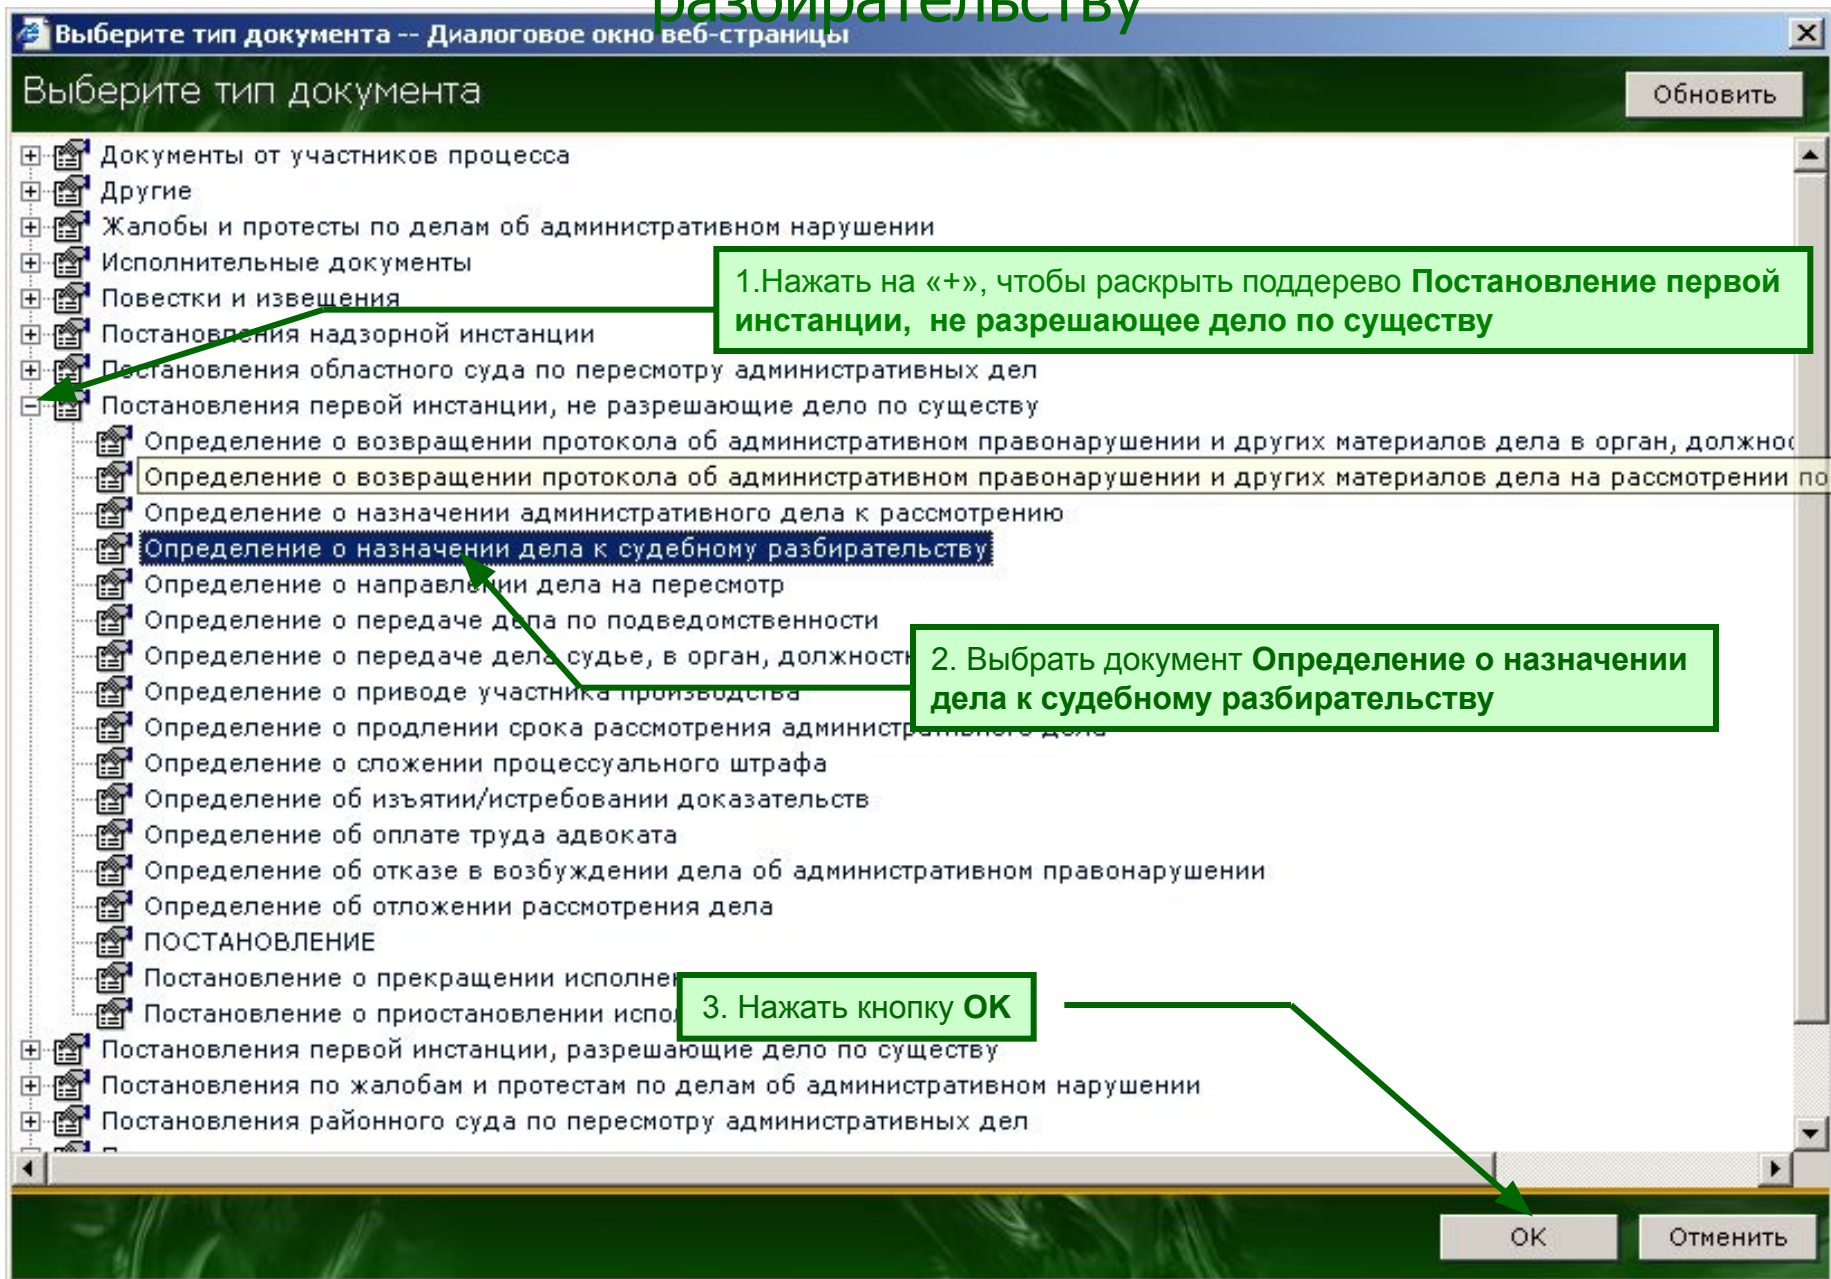 разбирательству
Выберите тип документа -- Диалоговое окно веб-страницы
Выберите тип документа
Обновить
Документы от участников процесса
Другие
Жалобы и протесты по делам об административном нарушении
Исполнительные документы
1.Нажать на «+», чтобы раскрыть поддерево Постановление первой
инстанции, не разрешающее дело по существу
Повестки и извещения
Постановления надзорной инстанции
Постановления областного суда по пересмотру административных дел
Постановления первой инстанции, не разрешающие дело по существу
Определение о возвращении протокола об административном правонарушении и других материалов дела в орган, должнос
Определение о возвращении протокола об административном правонарушении и других материалов дела на рассмотрении по
Определение о назначении административного дела к рассмотрению
Определение о назначении дела к судебному разбирательству
Определение о направлении дела на пересмотр
Определение о передаче дела по подведомственности
Определение о передаче дела судье, в орган, должностн
2. Выбрать документ Определение о назначении
дела к судебному разбирательству
Определение о приводе участника производства
Определение о продлении срока рассмотрения административного дела
Определение о сложении процессуального штрафа
Определение об изъятии/истребовании доказательств
Определение об оплате труда адвоката
Определение об отказе в возбуждении дела об административном правонарушении
Определение об отложении рассмотрения дела
ПОСТАНОВЛЕНИЕ
Постановление о прекращении исполнен
Постановление о приостановлении испол
3. Нажать кнопку OK
Постановления первой инстанции, разрешающие дело по существу
Постановления по жалобам и протестам по делам об административном нарушении
Постановления районного суда по пересмотру административных дел
OK
Отменить